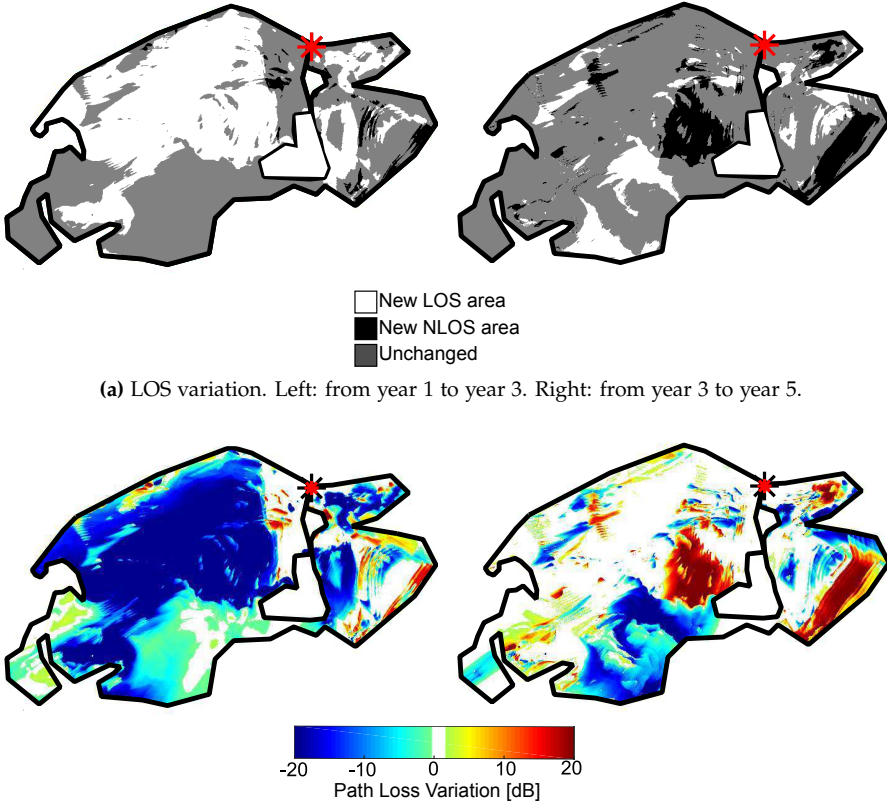 New LOS area
New NLOS area
Unchanged
(a) LOS variation. Left: from year 1 to year 3. Right: from year 3 to year 5.
-20 -10 0 10 20
Path Loss Variation [dB]